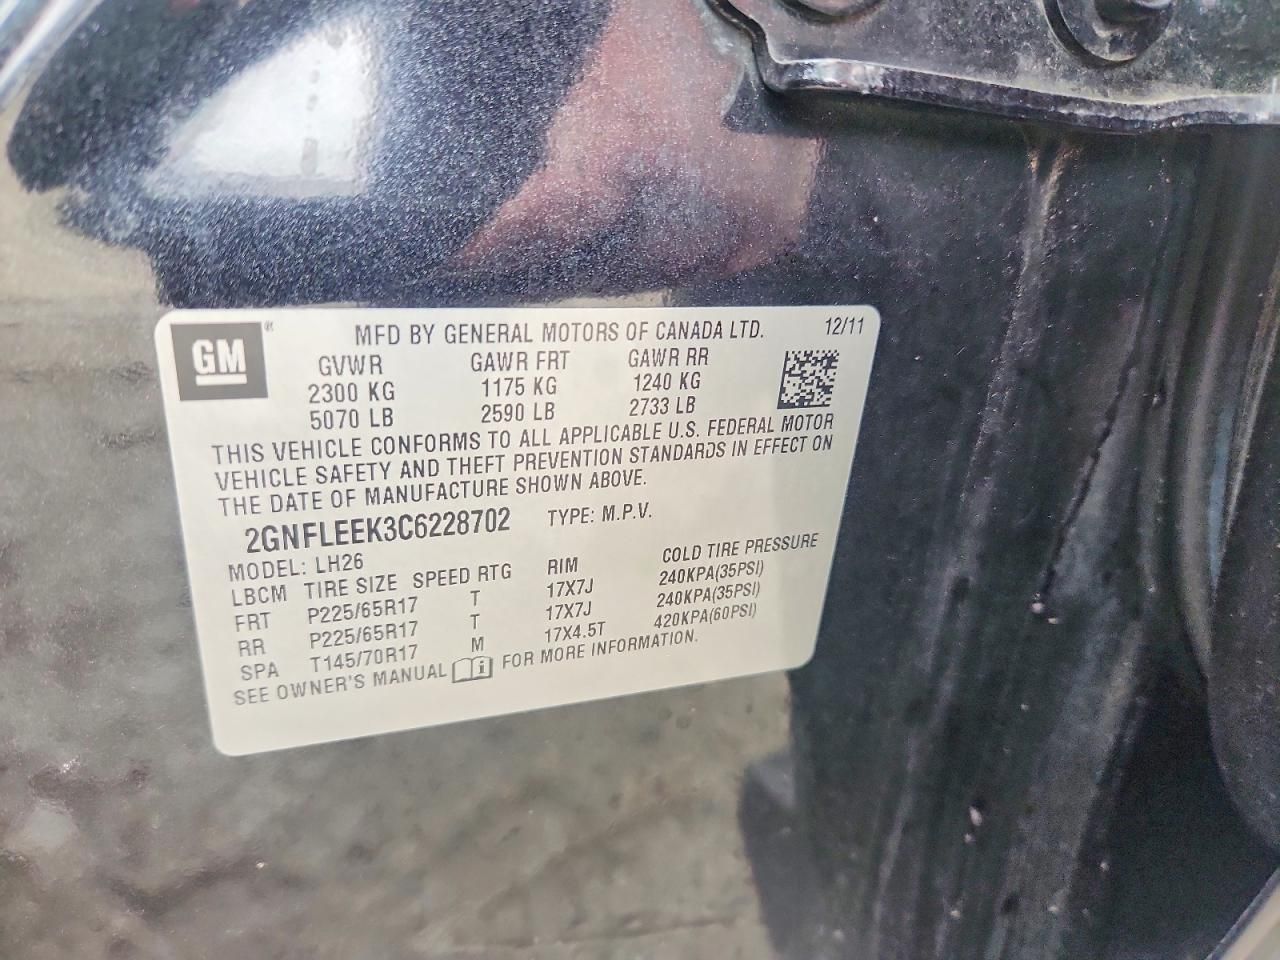 GM ® MFD BY GENERAL MOTORS OF CANADA LTD. 12/11
GVWR GAWR FRT GAWR RR
2300 KG 1175 KG 1240 KG
5070 LB 2590 LB 2733 LB
THIS VEHICLE CONFORMS TO ALL APPLICABLE U.S. FEDERAL MOTOR
VEHICLE SAFETY AND THEFT PREVENTION STANDARDS IN EFFECT ON
THE DATE OF MANUFACTURE SHOWN ABOVE.
2GNFLEEK3C6228702 TYPE: M.P.V.
MODEL: LH26
LBCM TIRE SIZE SPEED RTG RIM COLD TIRE PRESSURE
FRT P225/65R17 T 17X7J 240KPA(35PSI)
RR P225/65R17 T 17X7J 240KPA(35PSI)
SPA T145/70R17 M 17X4.5T 420KPA(60PSI)
SEE OWNER'S MANUAL i FOR MORE INFORMATION.